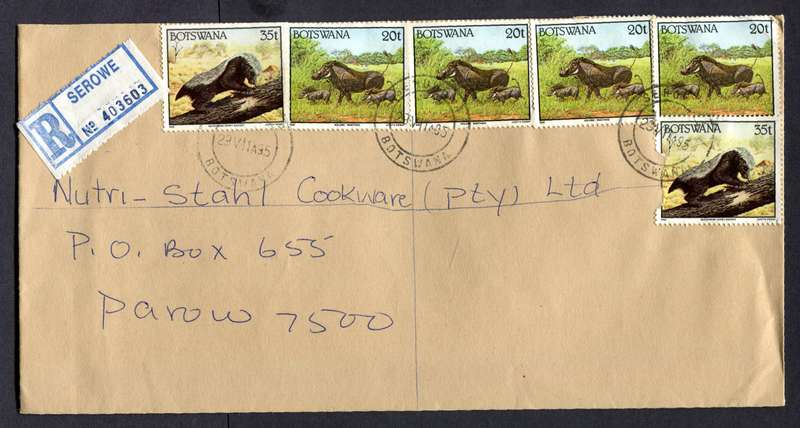 BOTSWANA 35t
BOTSWANA 20t
BOTSWANA 20t
BOTSWANA 20t
BOTSWANA 20t
BOTSWANA 35t
R SEROWE
No 403603
BOTSWANA
BOTSWANA
BOTSWANA
Nutri-Stahl Cookware (Pty) Ltd
P.O. Box 655
Parow 7500